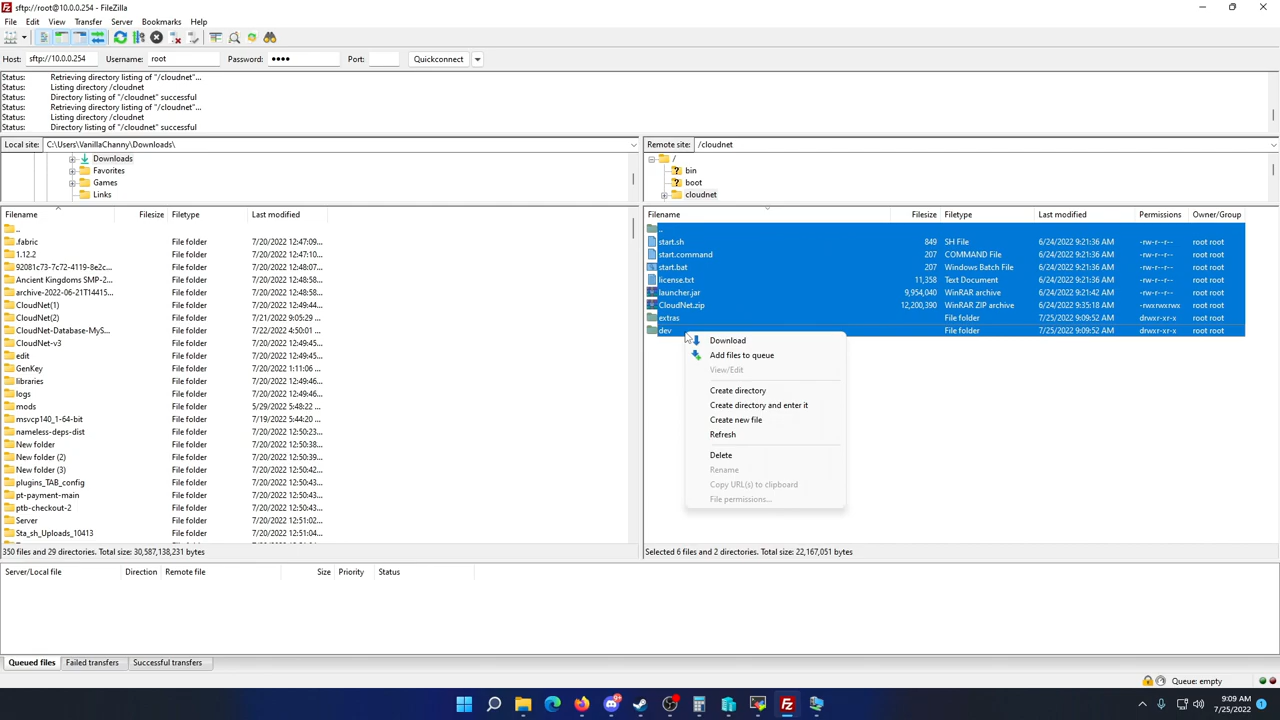 sftp://root@10.0.0.254 - FileZilla
File Edit View Transfer Server Bookmarks Help
Host: sftp://10.0.0.254 Username: root Password: ●●●● Port: Quickconnect
Status: Retrieving directory listing of "/cloudnet"...
Status: Listing directory /cloudnet
Status: Directory listing of "/cloudnet" successful
Status: Retrieving directory listing of "/cloudnet"...
Status: Listing directory /cloudnet
Status: Directory listing of "/cloudnet" successful
Local site: C:\Users\VanillaChanny\Downloads\
Downloads
Favorites
Games
Links
Filename Filesize Filetype Last modified
..
.fabric File folder 7/20/2022 12:47:09...
1.12.2 File folder 7/20/2022 12:47:10...
92081c73-7c72-4119-8e2c... File folder 7/20/2022 12:48:07...
Ancient Kingdoms SMP-2... File folder 7/20/2022 12:48:58...
archive-2022-06-21T14415... File folder 7/20/2022 12:48:58...
CloudNet(1) File folder 7/20/2022 12:49:44...
CloudNet(2) File folder 7/21/2022 9:05:29 ...
CloudNet-Database-MyS... File folder 7/22/2022 4:50:01 ...
CloudNet-v3 File folder 7/20/2022 12:49:45...
edit File folder 7/20/2022 12:49:45...
GenKey File folder 7/20/2022 1:11:06 ...
libraries File folder 7/20/2022 12:49:45...
logs File folder 7/20/2022 12:49:46...
mods File folder 5/29/2022 5:48:22 ...
msvcp140_1-64-bit File folder 7/19/2022 5:44:20 ...
nameless-deps-dist File folder 7/20/2022 12:50:23...
New folder File folder 7/20/2022 12:50:38...
New folder (2) File folder 7/20/2022 12:50:39...
New folder (3) File folder 7/20/2022 12:50:42...
plugins_TAB_config File folder 7/20/2022 12:50:43...
pt-payment-main File folder 7/20/2022 12:50:43...
ptb-checkout-2 File folder 7/20/2022 12:50:43...
Server File folder 7/20/2022 12:51:02...
Sta_sh_Uploads_10413 File folder 7/20/2022 12:51:04...
350 files and 29 directories. Total size: 30,587,138,231 bytes
Remote site: /cloudnet
/
bin
boot
cloudnet
Filename Filesize Filetype Last modified Permissions Owner/Group
..
start.sh 849 SH File 6/24/2022 9:21:36 AM -rw-r--r-- root root
start.command 207 COMMAND File 6/24/2022 9:21:36 AM -rw-r--r-- root root
start.bat 207 Windows Batch File 6/24/2022 9:21:36 AM -rw-r--r-- root root
license.txt 11,358 Text Document 6/24/2022 9:21:36 AM -rw-r--r-- root root
launcher.jar 9,954,040 WinRAR archive 6/24/2022 9:21:42 AM -rw-r--r-- root root
CloudNet.zip 12,200,390 WinRAR ZIP archive 6/24/2022 9:35:18 AM -rwxrwxrwx root root
extras File folder 7/25/2022 9:09:52 AM drwxr-xr-x root root
dev File folder 7/25/2022 9:09:52 AM drwxr-xr-x root root
Download
Add files to queue
View/Edit
Create directory
Create directory and enter it
Create new file
Refresh
Delete
Rename
Copy URL(s) to clipboard
File permissions...
Selected 6 files and 2 directories. Total size: 22,167,051 bytes
Server/Local file Direction Remote file Size Priority Status
Queued files Failed transfers Successful transfers
Queue: empty
9:09 AM
7/25/2022